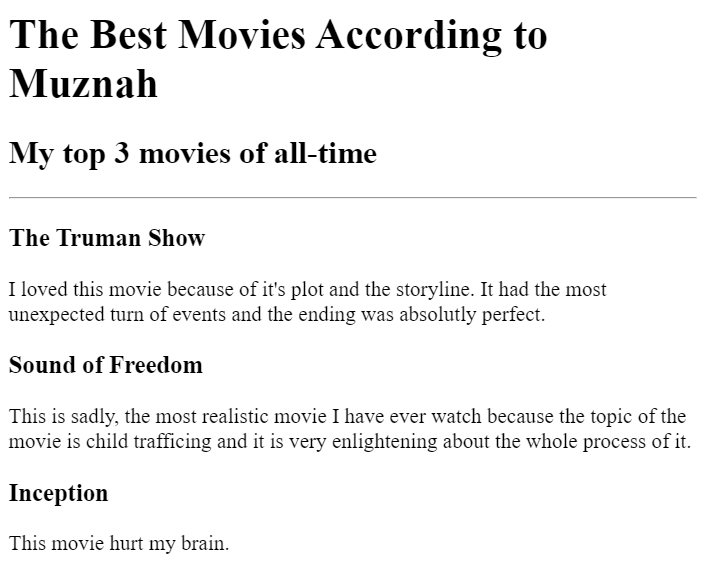 The Best Movies According to
Muznah
My top 3 movies of all-time
The Truman Show
I loved this movie because of it's plot and the storyline. It had the most
unexpected turn of events and the ending was absolutly perfect.
Sound of Freedom
This is sadly, the most realistic movie I have ever watch because the topic of the
movie is child trafficing and it is very enlightening about the whole process of it.
Inception
This movie hurt my brain.